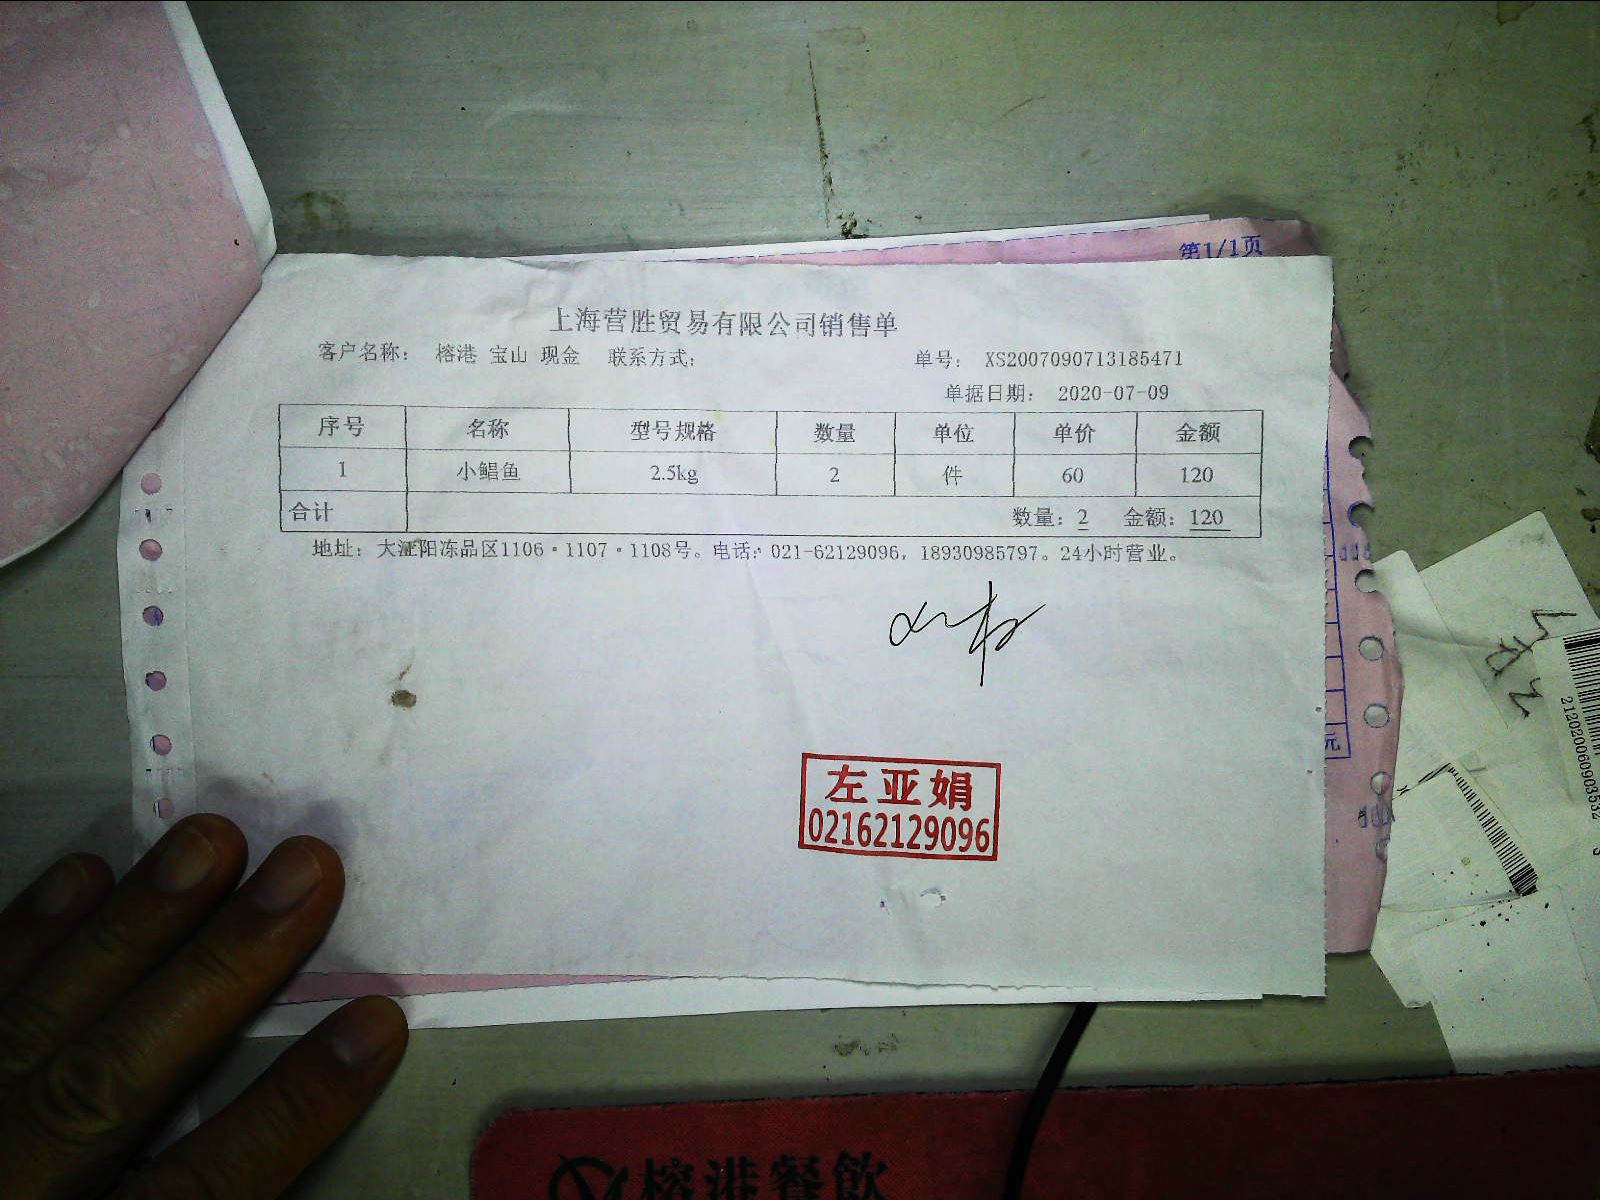 第1/1页
上海营胜贸易有限公司销售单
客户名称： 榕港 宝山 现金 联系方式： 单号： XS2007090713185471
单据日期： 2020-07-09
序号 名称 型号规格 数量 单位 单价 金额
1 小鲳鱼 2.5kg 2 件 60 120
合计 数量：2 金额：120
地址：大江阳冻品区1106·1107·1108号。电话：021-62129096，18930985797。24小时营业。
元
左亚娟
02162129096
212020060903532
榕港餐飲